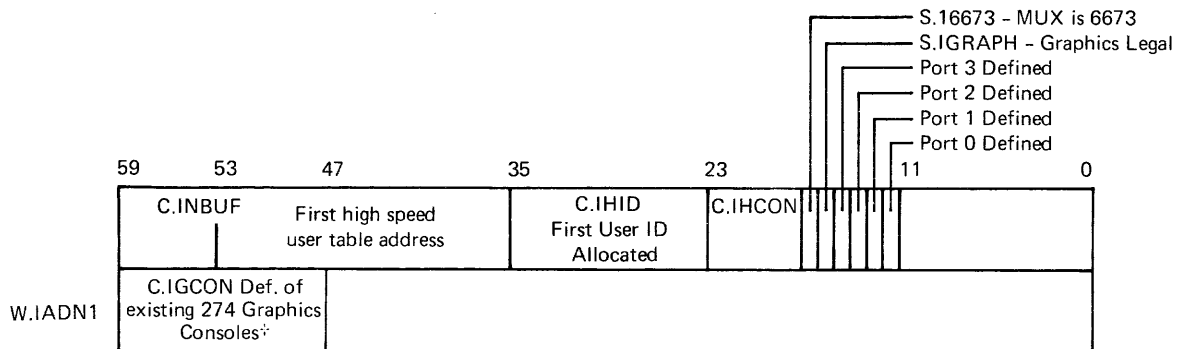 S.16673 - MUX is 6673
S.IGRAPH - Graphics Legal
Port 3 Defined
Port 2 Defined
Port 1 Defined
Port 0 Defined
59 53 47 35 23 11 0
C.INBUF
First high speed
user table address
C.IHID
First User ID
Allocated
C.IHCON
W.IADN1
C.IGCON Def. of
existing 274 Graphics
Consoles÷